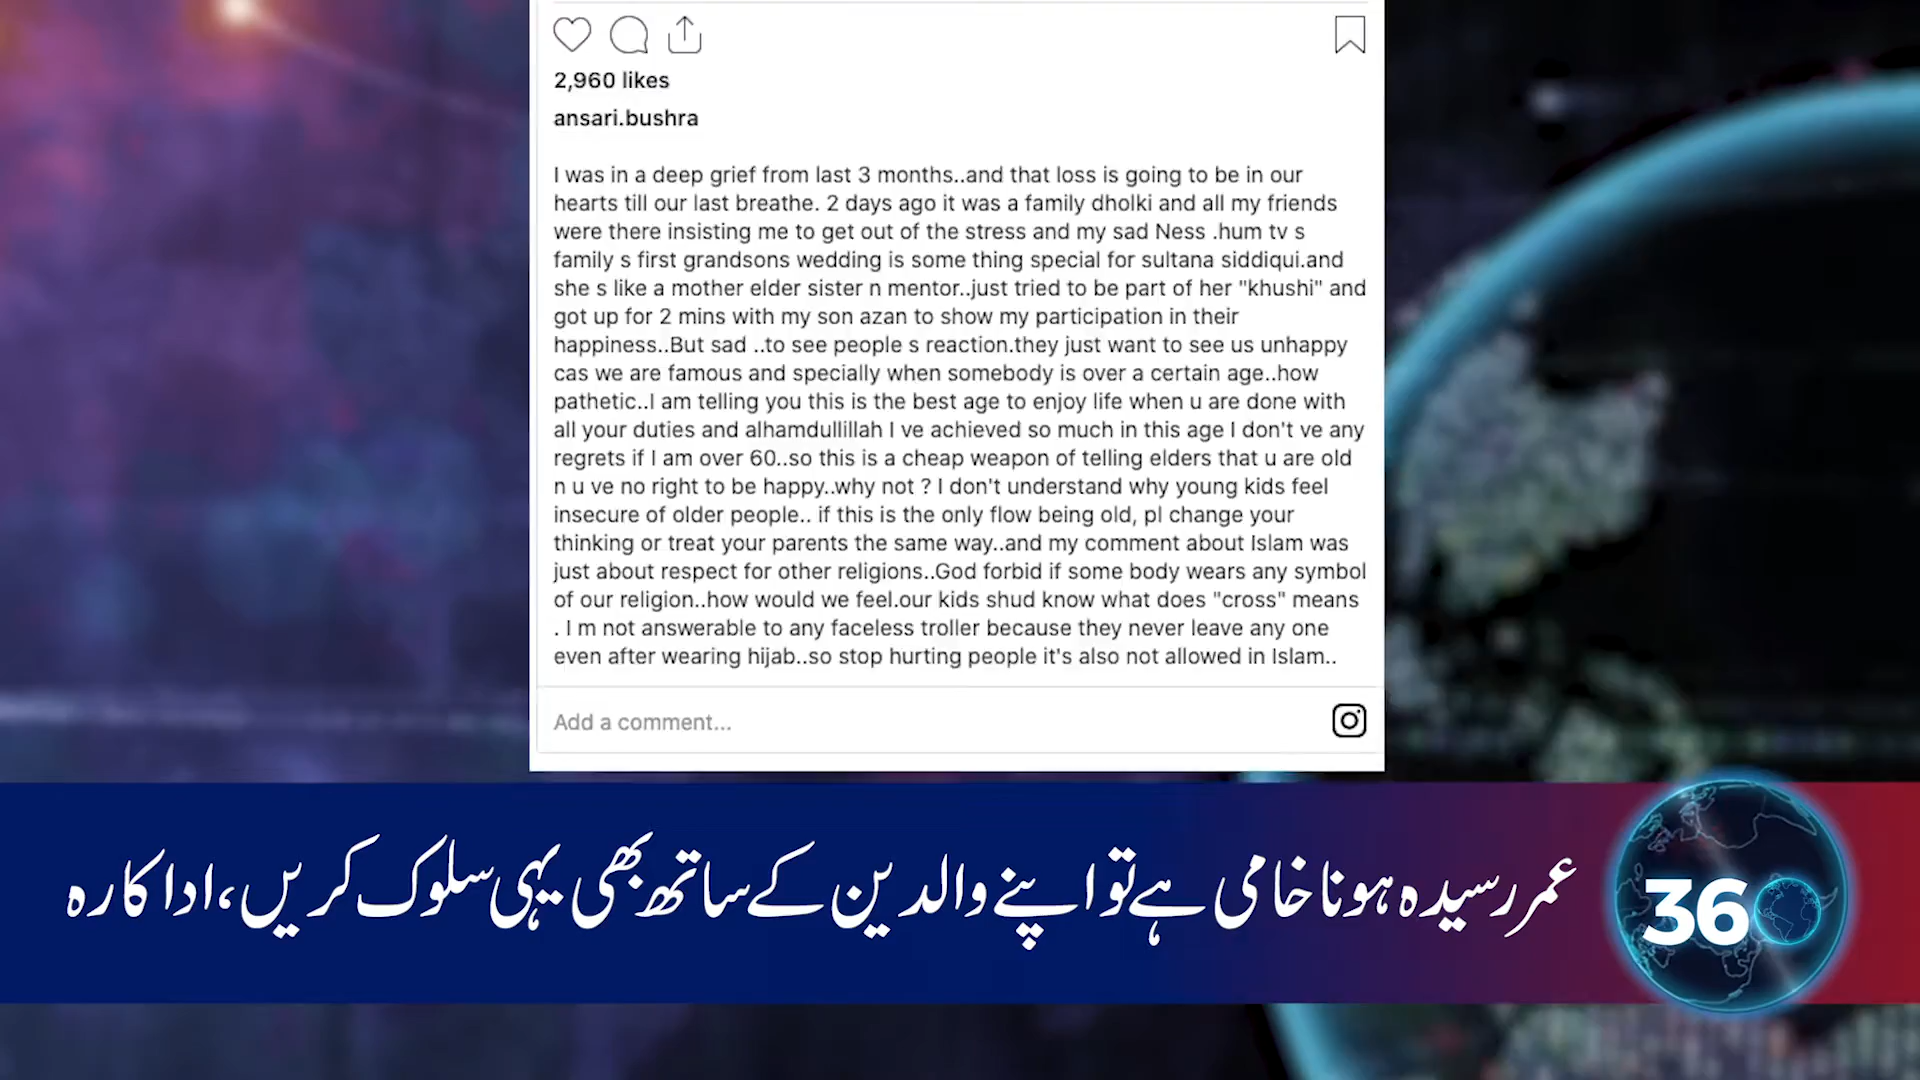 2,960 likes
ansari.bushra
I was in a deep grief from last 3 months..and that loss is going to be in our
hearts till our last breathe. 2 days ago it was a family dholki and all my friends
were there insisting me to get out of the stress and my sad Ness .hum tv s
family s first grandsons wedding is some thing special for sultana siddiqui.and
she s like a mother elder sister n mentor..just tried to be part of her "khushi" and
got up for 2 mins with my son azan to show my participation in their
happiness..But sad ..to see people s reaction.they just want to see us unhappy
cas we are famous and specially when somebody is over a certain age..how
pathetic..I am telling you this is the best age to enjoy life when u are done with
all your duties and alhamdullillah I ve achieved so much in this age I don't ve any
regrets if I am over 60..so this is a cheap weapon of telling elders that u are old
n u ve no right to be happy..why not ? I don't understand why young kids feel
insecure of older people.. if this is the only flow being old, pl change your
thinking or treat your parents the same way..and my comment about Islam was
just about respect for other religions..God forbid if some body wears any symbol
of our religion..how would we feel.our kids shud know what does "cross" means
. I m not answerable to any faceless troller because they never leave any one
even after wearing hijab..so stop hurting people it's also not allowed in Islam..
Add a comment...
عمر رسیدہ ہونا خامی ہے تو اپنے والدین کے ساتھ بھی یہی سلوک کریں، اداکارہ
360